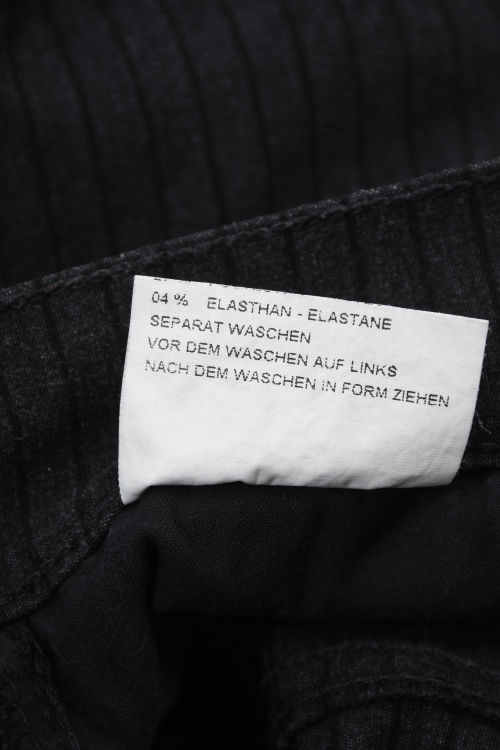 04 % ELASTHAN - ELASTANE
SEPARAT WASCHEN
VOR DEM WASCHEN AUF LINKS
NACH DEM WASCHEN IN FORM ZIEHEN